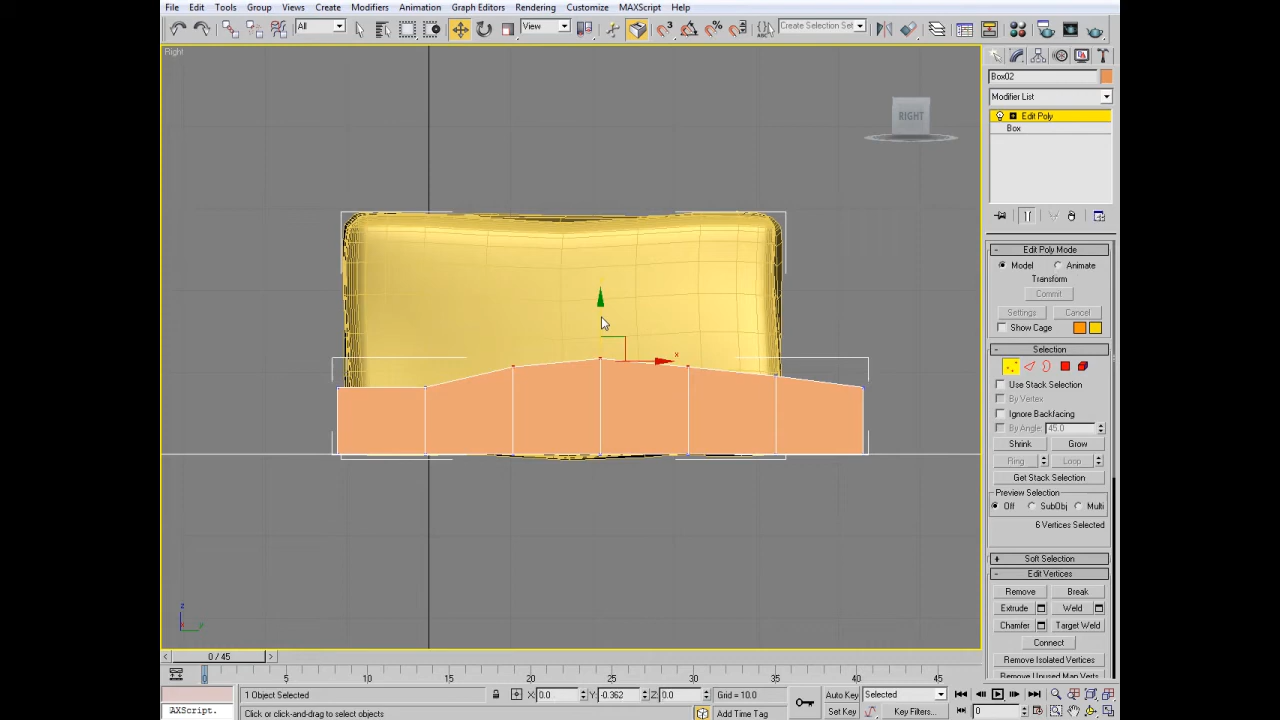 File Edit Tools Group Views Create Modifiers Animation Graph Editors Rendering Customize MAXScript Help
All View Create Selection Set
Right
Box02
Modifier List
RIGHT
Edit Poly
Box
Edit Poly Mode
Model Animate
Transform
Commit
Settings Cancel
Show Cage
Selection
Use Stack Selection
By Vertex
Ignore Backfacing
By Angle: 45.0
Shrink Grow
Ring Loop
Get Stack Selection
Preview Selection
Off SubObj Multi
6 Vertices Selected
Soft Selection
Edit Vertices
Remove Break
Extrude Weld
Chamfer Target Weld
Connect
Remove Isolated Vertices
Remove Unused Map Verts
x
z
x y
< 0 / 45 >
0 5 10 15 20 25 30 35 40 45
1 Object Selected X: 0.0 Y: -0.362 Z: 0.0 Grid = 10.0 Auto Key Selected
AXScript. Click or click-and-drag to select objects Add Time Tag Set Key Key Filters... 0